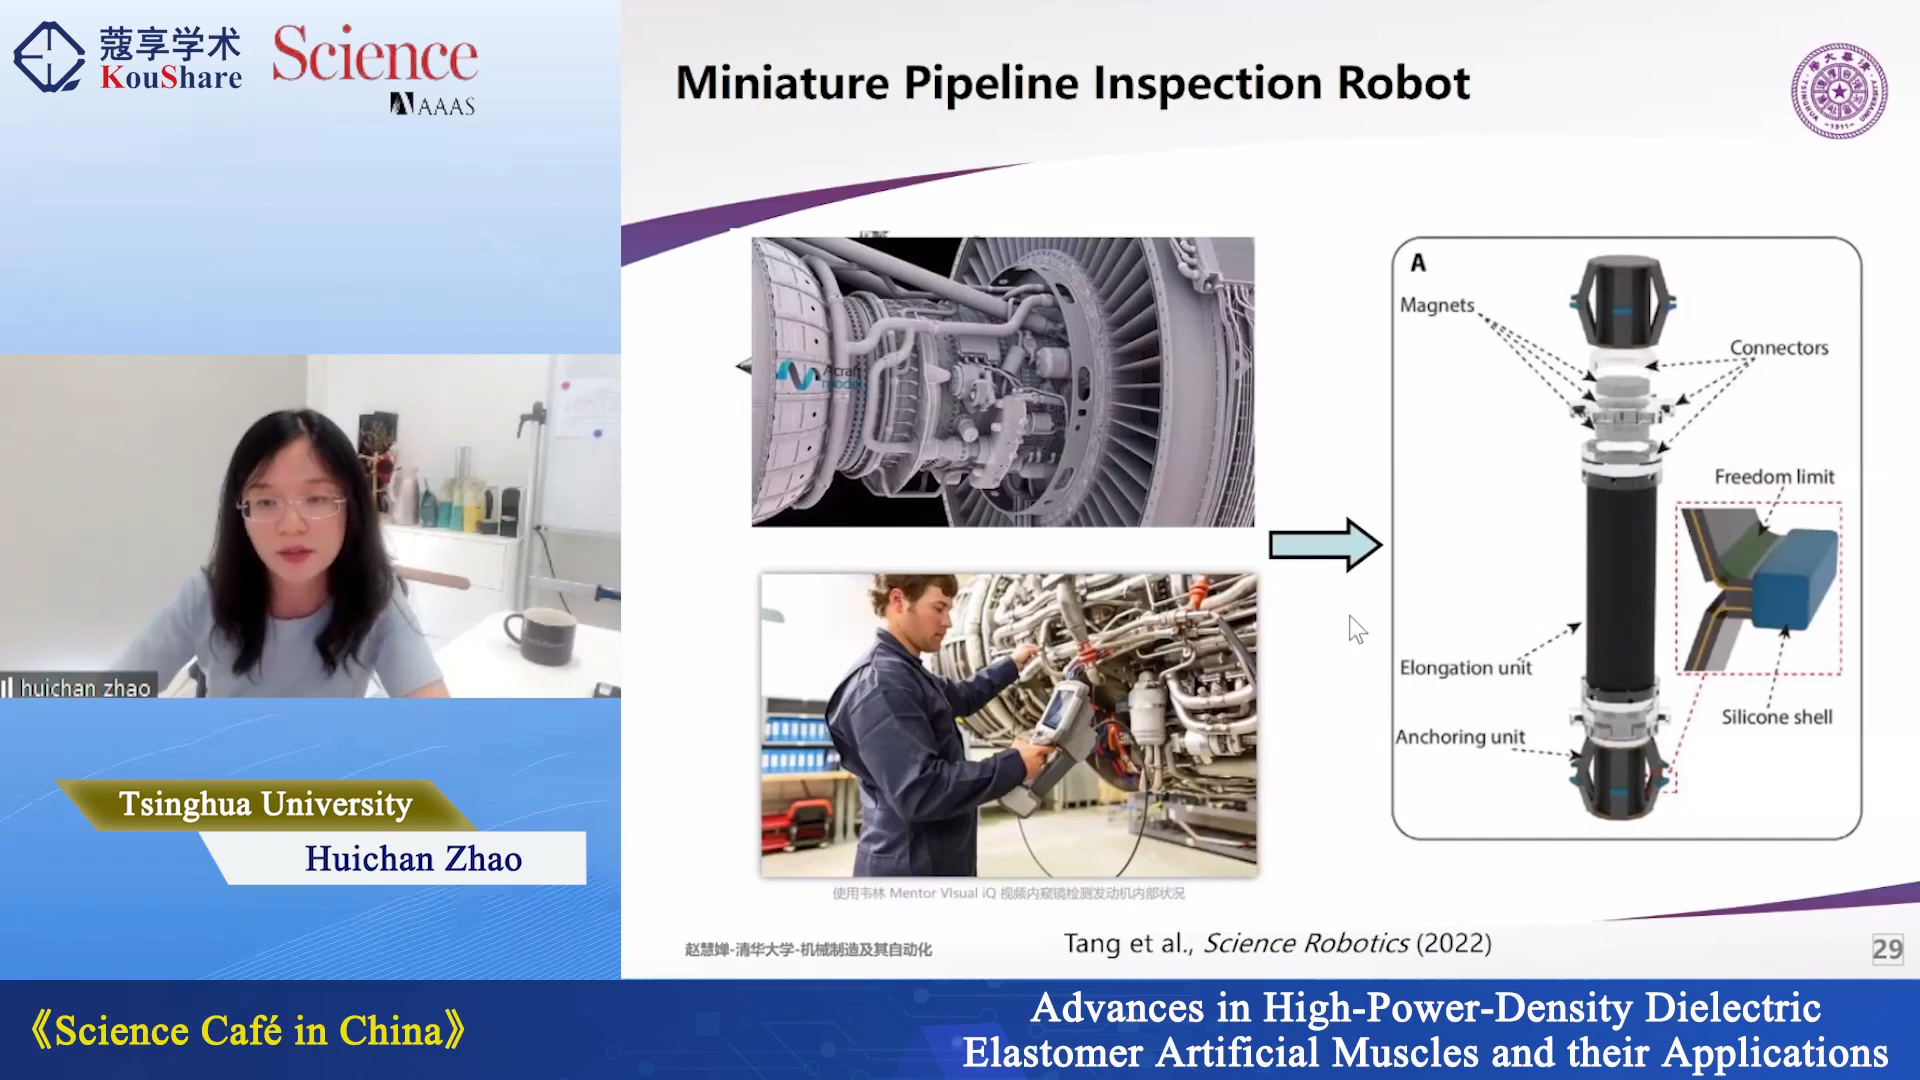 蔻享学术
KouShare
Science
AAAS
huichan zhao
Tsinghua University
Huichan Zhao
《Science Café in China》
Miniature Pipeline Inspection Robot
A
Magnets
Connectors
Freedom limit
Elongation unit
Silicone shell
Anchoring unit
使用韦林 Mentor VIsual iQ 视频内窥镜检测发动机内部状况
Tang et al., Science Robotics (2022)
赵慧婵-清华大学-机械制造及其自动化
29
Advances in High-Power-Density Dielectric
Elastomer Artificial Muscles and their Applications